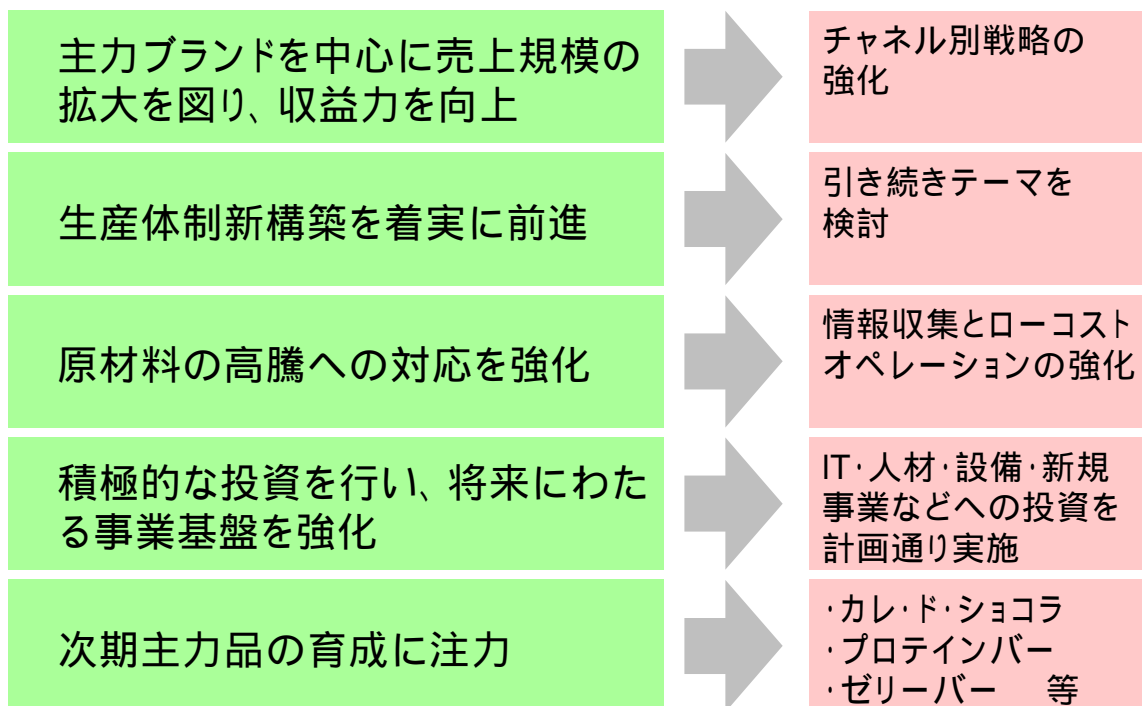 主力ブランドを中心に売上規模の
拡大を図り、収益力を向上
チャネル別戦略の
強化
生産体制新構築を着実に前進
引き続きテーマを
検討
原材料の高騰への対応を強化
情報収集とローコスト
オペレーションの強化
積極的な投資を行い、将来にわた
る事業基盤を強化
IT・人材・設備・新規
事業などへの投資を
計画通り実施
次期主力品の育成に注力
・カレ・ド・ショコラ
・プロテインバー
・ゼリーバー　等